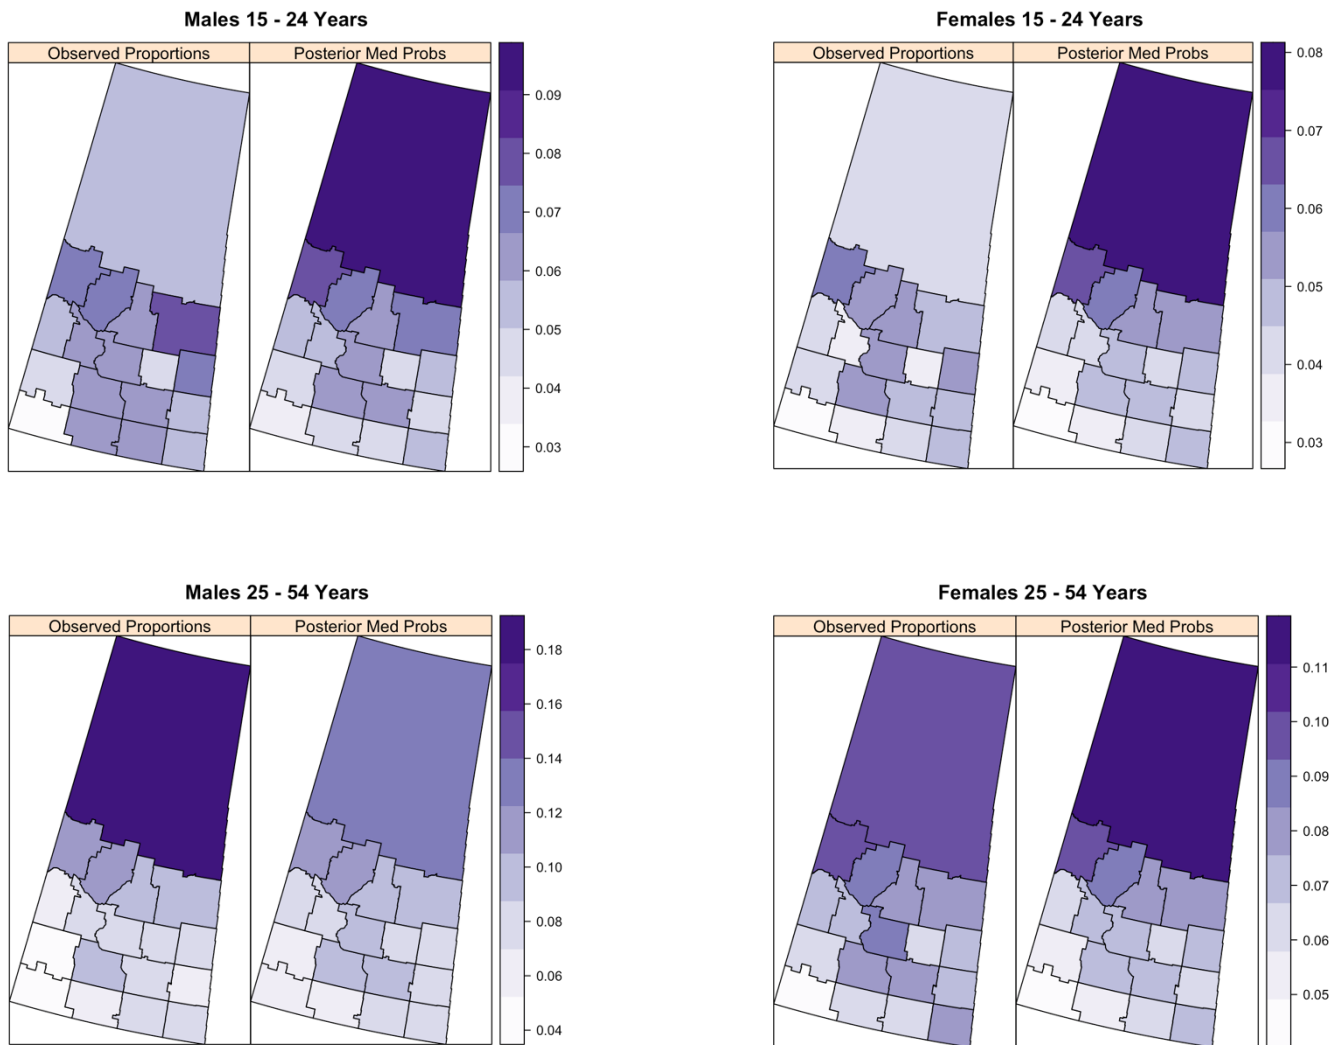 Males 15 - 24 Years
Observed Proportions
Posterior Med Probs
0.09
0.08
0.07
0.06
0.05
0.04
0.03
Females 15 - 24 Years
Observed Proportions
Posterior Med Probs
0.08
0.07
0.06
0.05
0.04
0.03
Males 25 - 54 Years
Observed Proportions
Posterior Med Probs
0.18
0.16
0.14
0.12
0.10
0.08
0.06
0.04
Females 25 - 54 Years
Observed Proportions
Posterior Med Probs
0.11
0.10
0.09
0.08
0.07
0.06
0.05